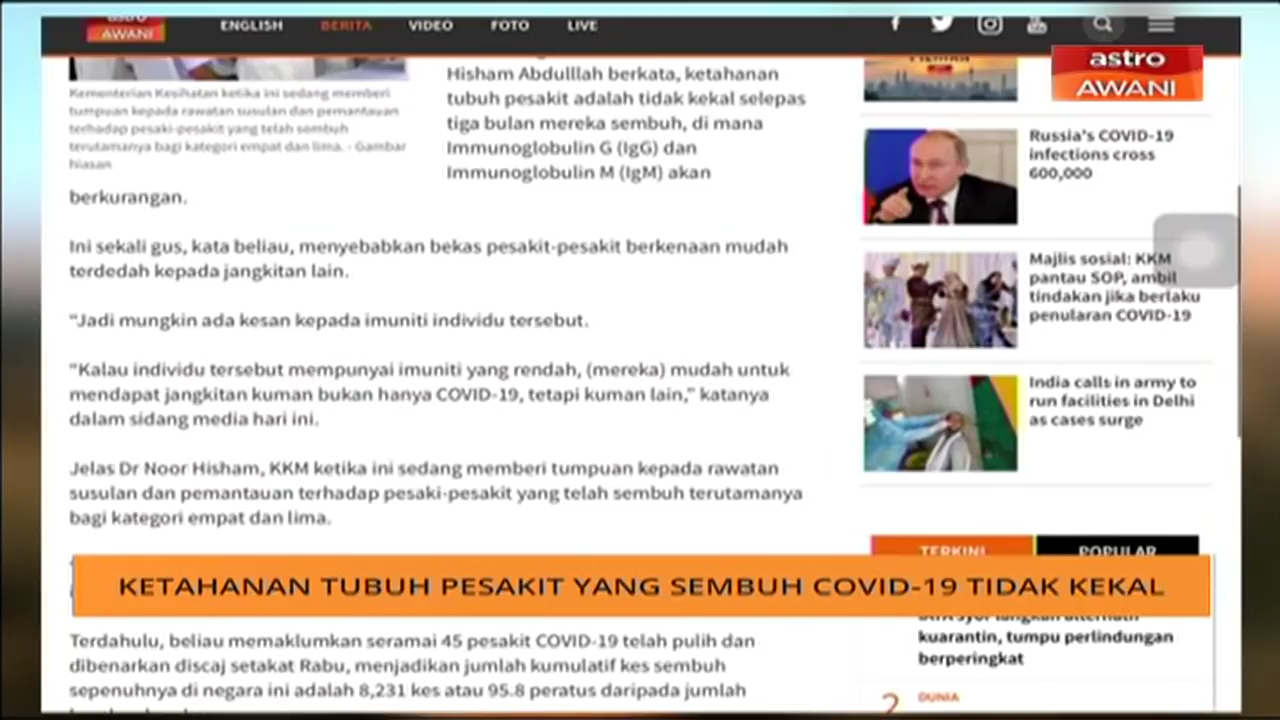 astro
AWANI
ENGLISH
BERITA
VIDEO
FOTO
LIVE
astro
AWANI
Kementerian Kesihatan ketika ini sedang memberi
tumpuan kepada rawatan susulan dan pemantauan
terhadap pesaki-pesakit yang telah sembuh
terutamanya bagi kategori empat dan lima. - Gambar
hiasan
Hisham Abdulllah berkata, ketahanan
tubuh pesakit adalah tidak kekal selepas
tiga bulan mereka sembuh, di mana
Immunoglobulin G (IgG) dan
Immunoglobulin M (IgM) akan
berkurangan.
Ini sekali gus, kata beliau, menyebabkan bekas pesakit-pesakit berkenaan mudah
terdedah kepada jangkitan lain.
“Jadi mungkin ada kesan kepada imuniti individu tersebut.
“Kalau individu tersebut mempunyai imuniti yang rendah, (mereka) mudah untuk
mendapat jangkitan kuman bukan hanya COVID-19, tetapi kuman lain,” katanya
dalam sidang media hari ini.
Jelas Dr Noor Hisham, KKM ketika ini sedang memberi tumpuan kepada rawatan
susulan dan pemantauan terhadap pesaki-pesakit yang telah sembuh terutamanya
bagi kategori empat dan lima.
Terdahulu, beliau memaklumkan seramai 45 pesakit COVID-19 telah pulih dan
dibenarkan discaj setakat Rabu, menjadikan jumlah kumulatif kes sembuh
sepenuhnya di negara ini adalah 8,231 kes atau 95.8 peratus daripada jumlah
Russia's COVID-19
infections cross
600,000
Majlis sosial: KKM
pantau SOP, ambil
tindakan jika berlaku
penularan COVID-19
India calls in army to
run facilities in Delhi
as cases surge
TERKINI
POPULAR
kuarantin, tumpu perlindungan
berperingkat
2
DUNIA
KETAHANAN TUBUH PESAKIT YANG SEMBUH COVID-19 TIDAK KEKAL